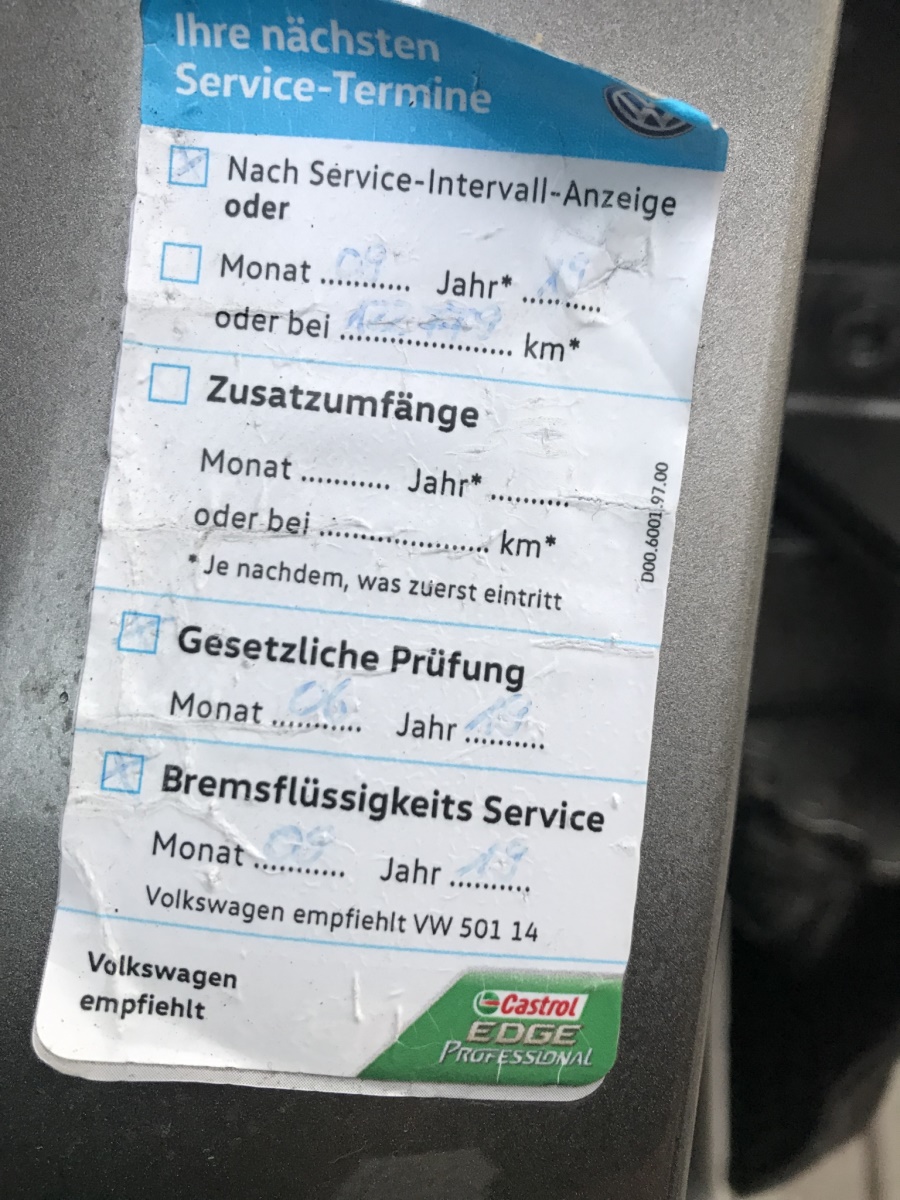 Ihre nächsten
Service-Termine
Nach Service-Intervall-Anzeige
oder
Monat 09 Jahr* 19
oder bei ........ km*
Zusatzumfänge
Monat ........... Jahr* ..........
oder bei ...................... km*
*Je nachdem, was zuerst eintritt
D00.6001.97.00
Gesetzliche Prüfung
Monat 06 Jahr 19
Bremsflüssigkeits Service
Monat 09 Jahr 19
Volkswagen empfiehlt VW 501 14
Volkswagen
empfiehlt
Castrol
EDGE
PROFESSIONAL